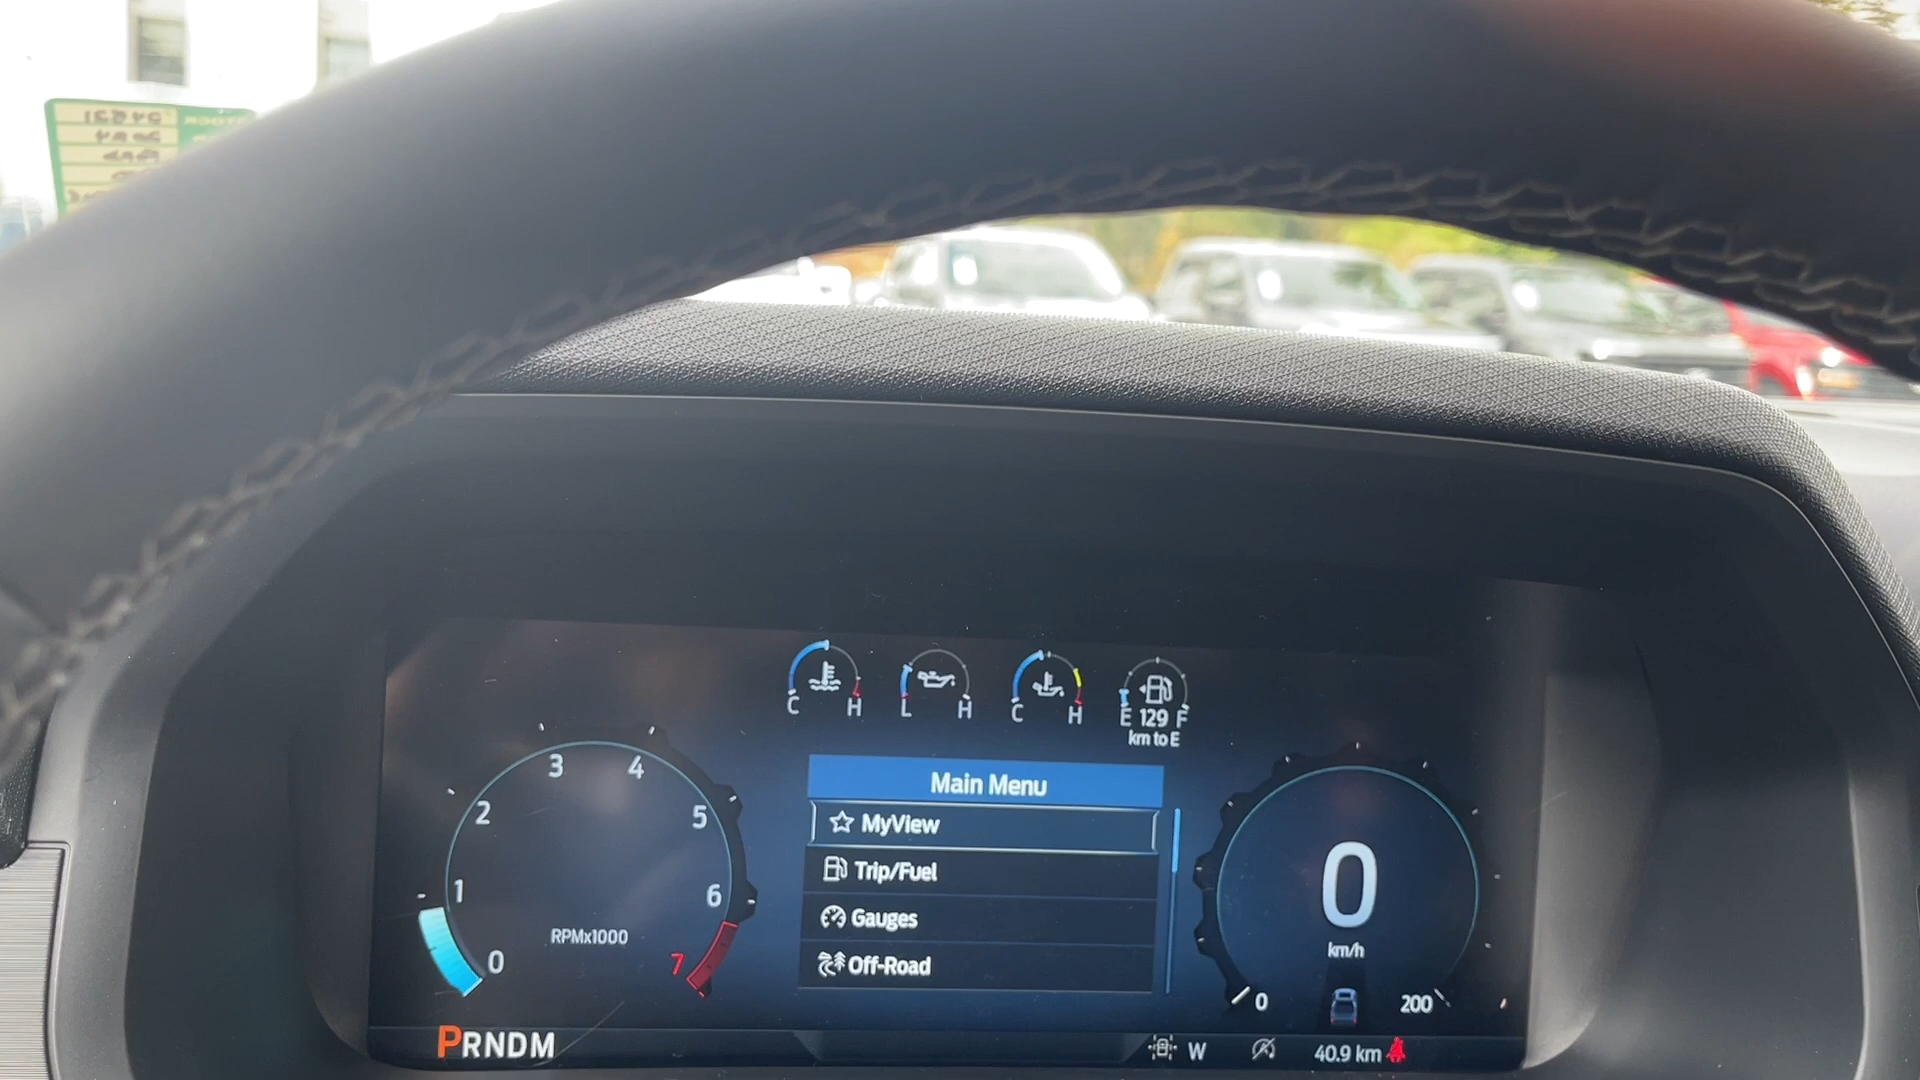 C H
L H
C H
E 129 F
km to E
0 1 2 3 4 5 6 7
RPMx1000
Main Menu
MyView
Trip/Fuel
Gauges
Off-Road
0
km/h
0 200
PRNDM
W
40.9 km